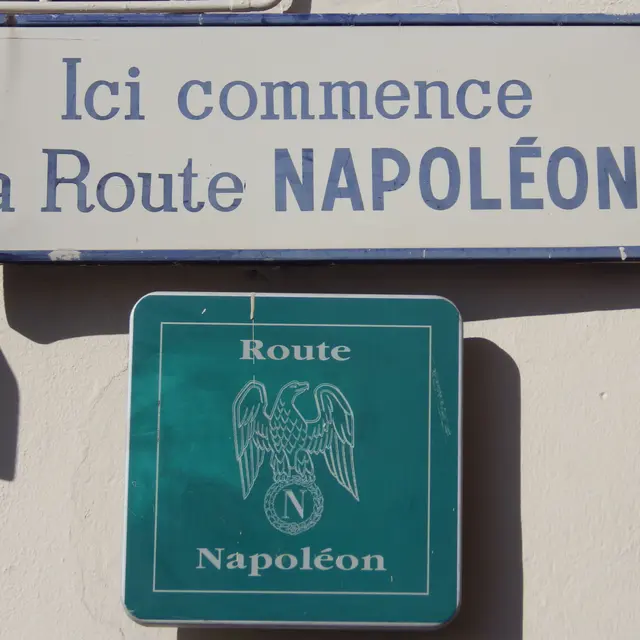 Ici commence
a Route NAPOLÉON
Route
N
Napoléon